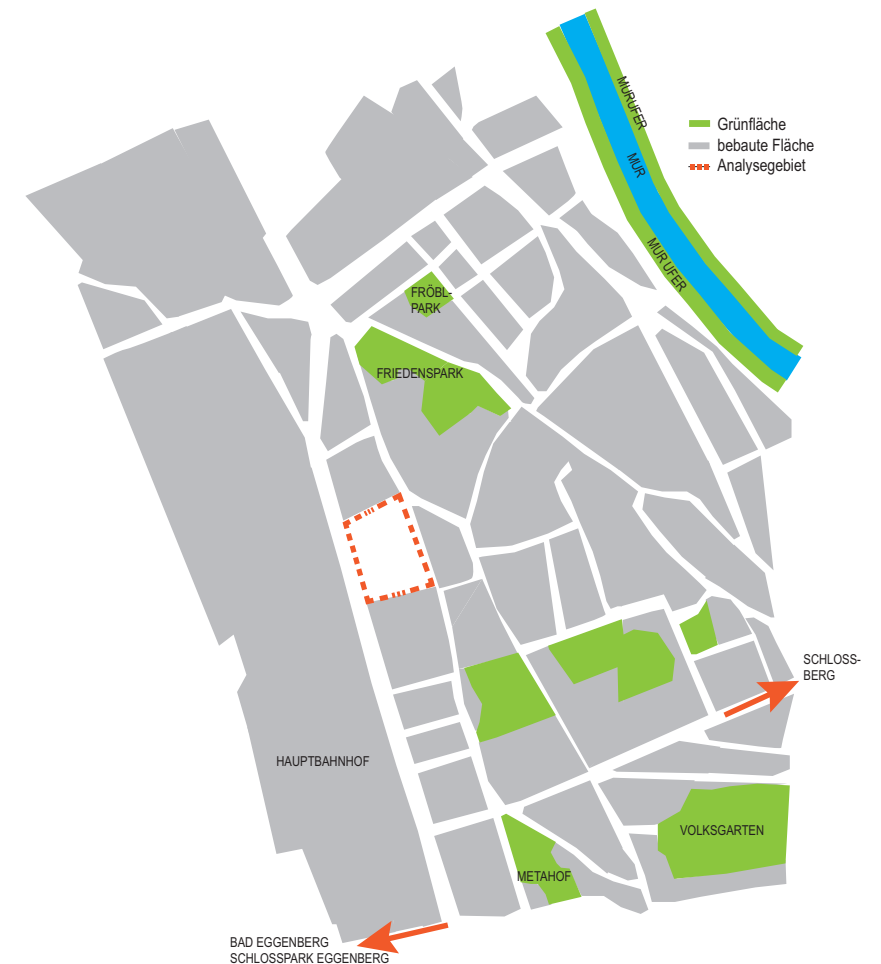 MURUFER
Grünfläche
bebaute Fläche
MUR
Analysegebiet
MUR UFER
FRÖBL-
PARK
FRIEDENSPARK
SCHLOSS-
BERG
HAUPTBAHNHOF
VOLKSGARTEN
METAHOF
BAD EGGENBERG
SCHLOSSPARK EGGENBERG